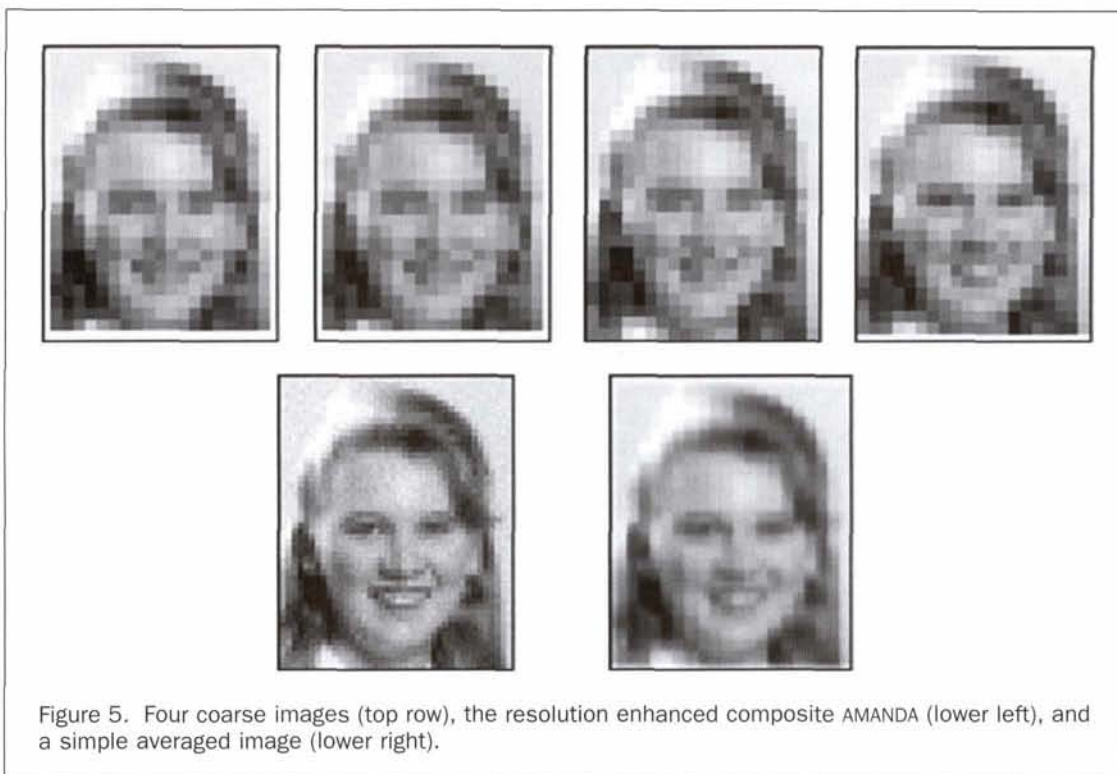 Figure 5. Four coarse images (top row), the resolution enhanced composite AMANDA (lower left), and
a simple averaged image (lower right).